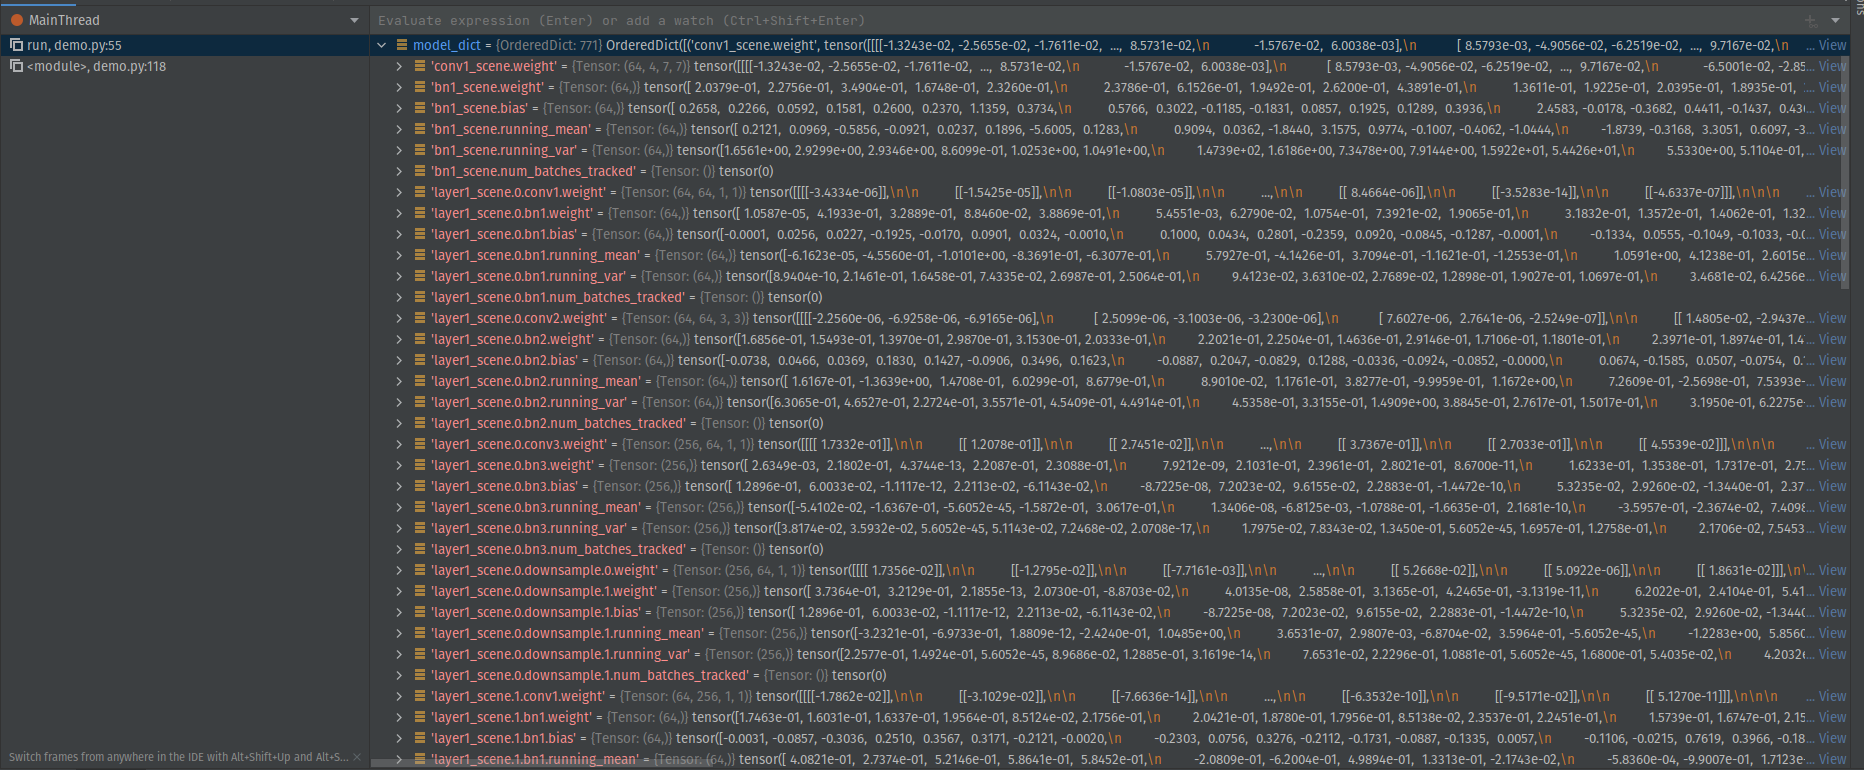 MainThread
Evaluate expression (Enter) or add a watch (Ctrl+Shift+Enter)
run, demo.py:55
<module>, demo.py:118
model_dict = {OrderedDict: 771} OrderedDict([('conv1_scene.weight', tensor([[[[-1.3243e-02, -2.5655e-02, -1.7611e-02, ..., 8.5731e-02,\n -1.5767e-02, 6.0038e-03],\n [ 8.5793e-03, -4.9056e-02, -6.2519e-02, ..., 9.7167e-02,\n ... View
'conv1_scene.weight' = {Tensor: (64, 4, 7, 7)} tensor([[[[-1.3243e-02, -2.5655e-02, -1.7611e-02, ..., 8.5731e-02,\n -1.5767e-02, 6.0038e-03],\n [ 8.5793e-03, -4.9056e-02, -6.2519e-02, ..., 9.7167e-02,\n -6.5001e-02, -2.85... View
'bn1_scene.weight' = {Tensor: (64,)} tensor([ 2.0379e-01, 2.2756e-01, 3.4904e-01, 1.6748e-01, 2.3260e-01,\n 2.3786e-01, 6.1526e-01, 1.9492e-01, 2.6200e-01, 4.3891e-01,\n 1.3611e-01, 1.9225e-01, 2.0395e-01, 1.8935e-01, ... View
'bn1_scene.bias' = {Tensor: (64,)} tensor([ 0.2658, 0.2266, 0.0592, 0.1581, 0.2600, 0.2370, 1.1359, 0.3734,\n 0.5766, 0.3022, -0.1185, -0.1831, 0.0857, 0.1925, 0.1289, 0.3936,\n 2.4583, -0.0178, -0.3682, 0.4411, -0.1437, 0.43... View
'bn1_scene.running_mean' = {Tensor: (64,)} tensor([ 0.2121, 0.0969, -0.5856, -0.0921, 0.0237, 0.1896, -5.6005, 0.1283,\n 0.9094, 0.0362, -1.8440, 3.1575, 0.9774, -0.1007, -0.4062, -1.0444,\n -1.8739, -0.3168, 3.3051, 0.6097, -3... View
'bn1_scene.running_var' = {Tensor: (64,)} tensor([1.6561e+00, 2.9299e+00, 2.9346e+00, 8.6099e-01, 1.0253e+00, 1.0491e+00,\n 1.4739e+02, 1.6186e+00, 7.3478e+00, 7.9144e+00, 1.5922e+01, 5.4426e+01,\n 5.5330e+00, 5.1104e-01,... View
'bn1_scene.num_batches_tracked' = {Tensor: ()} tensor(0)
'layer1_scene.0.conv1.weight' = {Tensor: (64, 64, 1, 1)} tensor([[[[-3.4334e-06]],\n\n [[-1.5425e-05]],\n\n [[-1.0803e-05]],\n\n ...,\n\n [[ 8.4664e-06]],\n\n [[-3.5283e-14]],\n\n [[-4.6337e-07]]],\n\n\n ... View
'layer1_scene.0.bn1.weight' = {Tensor: (64,)} tensor([ 1.0587e-05, 4.1933e-01, 3.2889e-01, 8.8460e-02, 3.8869e-01,\n 5.4551e-03, 6.2790e-02, 1.0754e-01, 7.3921e-02, 1.9065e-01,\n 3.1832e-01, 1.3572e-01, 1.4062e-01, 1.32... View
'layer1_scene.0.bn1.bias' = {Tensor: (64,)} tensor([-0.0001, 0.0256, 0.0227, -0.1925, -0.0170, 0.0901, 0.0324, -0.0010,\n 0.1000, 0.0434, 0.2801, -0.2359, 0.0920, -0.0845, -0.1287, -0.0001,\n -0.1334, 0.0555, -0.1049, -0.1033, -0.0... View
'layer1_scene.0.bn1.running_mean' = {Tensor: (64,)} tensor([-6.1623e-05, -4.5560e-01, -1.0101e+00, -8.3691e-01, -6.3077e-01,\n 5.7927e-01, -4.1426e-01, 3.7094e-01, -1.1621e-01, -1.2553e-01,\n 1.0591e+00, 4.1238e-01, 2.6015e... View
'layer1_scene.0.bn1.running_var' = {Tensor: (64,)} tensor([8.9404e-10, 2.1461e-01, 1.6458e-01, 7.4335e-02, 2.6987e-01, 2.5064e-01,\n 9.4123e-02, 3.6310e-02, 2.7689e-02, 1.2898e-01, 1.9027e-01, 1.0697e-01,\n 3.4681e-02, 6.4256e... View
'layer1_scene.0.bn1.num_batches_tracked' = {Tensor: ()} tensor(0)
'layer1_scene.0.conv2.weight' = {Tensor: (64, 64, 3, 3)} tensor([[[[-2.2560e-06, -6.9258e-06, -6.9165e-06],\n [ 2.5099e-06, -3.1003e-06, -3.2300e-06],\n [ 7.6027e-06, 2.7641e-06, -2.5249e-07]],\n\n [[ 1.4805e-02, -2.9437e... View
'layer1_scene.0.bn2.weight' = {Tensor: (64,)} tensor([1.6856e-01, 1.5493e-01, 1.3970e-01, 2.9870e-01, 3.1530e-01, 2.0333e-01,\n 2.2021e-01, 2.2504e-01, 1.4636e-01, 2.9146e-01, 1.7106e-01, 1.1801e-01,\n 2.3971e-01, 1.8974e-01, 1.4... View
'layer1_scene.0.bn2.bias' = {Tensor: (64,)} tensor([-0.0738, 0.0466, 0.0369, 0.1830, 0.1427, -0.0906, 0.3496, 0.1623,\n -0.0887, 0.2047, -0.0829, 0.1288, -0.0336, -0.0924, -0.0852, -0.0000,\n 0.0674, -0.1585, 0.0507, -0.0754, 0.... View
'layer1_scene.0.bn2.running_mean' = {Tensor: (64,)} tensor([ 1.6167e-01, -1.3639e+00, 1.4708e-01, 6.0299e-01, 8.6779e-01,\n 8.9010e-02, 1.1761e-01, 3.8277e-01, -9.9959e-01, 1.1672e+00,\n 7.2609e-01, -2.5698e-01, 7.5393e-... View
'layer1_scene.0.bn2.running_var' = {Tensor: (64,)} tensor([6.3065e-01, 4.6527e-01, 2.2724e-01, 3.5571e-01, 4.5409e-01, 4.4914e-01,\n 4.5358e-01, 3.3155e-01, 1.4909e+00, 3.8845e-01, 2.7617e-01, 1.5017e-01,\n 3.1950e-01, 6.2275e-... View
'layer1_scene.0.bn2.num_batches_tracked' = {Tensor: ()} tensor(0)
'layer1_scene.0.conv3.weight' = {Tensor: (256, 64, 1, 1)} tensor([[[[ 1.7332e-01]],\n\n [[ 1.2078e-01]],\n\n [[ 2.7451e-02]],\n\n ...,\n\n [[ 3.7367e-01]],\n\n [[ 2.7033e-01]],\n\n [[ 4.5539e-02]]],\n\n\n ... View
'layer1_scene.0.bn3.weight' = {Tensor: (256,)} tensor([ 2.6349e-03, 2.1802e-01, 4.3744e-13, 2.2087e-01, 2.3088e-01,\n 7.9212e-09, 2.1031e-01, 2.3961e-01, 2.8021e-01, 8.6700e-11,\n 1.6233e-01, 1.3538e-01, 1.7317e-01, 2.75... View
'layer1_scene.0.bn3.bias' = {Tensor: (256,)} tensor([ 1.2896e-01, 6.0033e-02, -1.1117e-12, 2.2113e-02, -6.1143e-02,\n -8.7225e-08, 7.2023e-02, 9.6155e-02, 2.2883e-01, -1.4472e-10,\n 5.3235e-02, 2.9260e-02, -1.3440e-01, 2.37... View
'layer1_scene.0.bn3.running_mean' = {Tensor: (256,)} tensor([-5.4102e-02, -1.6367e-01, -5.6052e-45, -1.5872e-01, 3.0617e-01,\n 1.3406e-08, -6.8125e-03, -1.0788e-01, -1.6635e-01, 2.1681e-10,\n -3.5957e-01, -2.3674e-02, 7.4098... View
'layer1_scene.0.bn3.running_var' = {Tensor: (256,)} tensor([3.8174e-02, 3.5932e-02, 5.6052e-45, 5.1143e-02, 7.2468e-02, 2.0708e-17,\n 1.7975e-02, 7.8343e-02, 1.3450e-01, 5.6052e-45, 1.6957e-01, 1.2758e-01,\n 2.1706e-02, 7.5453... View
'layer1_scene.0.bn3.num_batches_tracked' = {Tensor: ()} tensor(0)
'layer1_scene.0.downsample.0.weight' = {Tensor: (256, 64, 1, 1)} tensor([[[[ 1.7356e-02]],\n\n [[-1.2795e-02]],\n\n [[-7.7161e-03]],\n\n ...,\n\n [[ 5.2668e-02]],\n\n [[ 5.0922e-06]],\n\n [[ 1.8631e-02]]],\n\... View
'layer1_scene.0.downsample.1.weight' = {Tensor: (256,)} tensor([ 3.7364e-01, 3.2129e-01, 2.1855e-13, 2.0730e-01, -8.8703e-02,\n 4.0135e-08, 2.5858e-01, 3.1365e-01, 4.2465e-01, -3.1319e-11,\n 6.2022e-01, 2.4104e-01, 5.41... View
'layer1_scene.0.downsample.1.bias' = {Tensor: (256,)} tensor([ 1.2896e-01, 6.0033e-02, -1.1117e-12, 2.2113e-02, -6.1143e-02,\n -8.7225e-08, 7.2023e-02, 9.6155e-02, 2.2883e-01, -1.4472e-10,\n 5.3235e-02, 2.9260e-02, -1.344(... View
'layer1_scene.0.downsample.1.running_mean' = {Tensor: (256,)} tensor([-3.2321e-01, -6.9733e-01, 1.8809e-12, -2.4240e-01, 1.0485e+00,\n 3.6531e-07, 2.9807e-03, -6.8704e-02, 3.5964e-01, -5.6052e-45,\n -1.2283e+00, 5.856... View
'layer1_scene.0.downsample.1.running_var' = {Tensor: (256,)} tensor([2.2577e-01, 1.4924e-01, 5.6052e-45, 8.9686e-02, 1.2885e-01, 3.1619e-14,\n 7.6531e-02, 2.2296e-01, 1.0881e-01, 5.6052e-45, 1.6800e-01, 5.4035e-02,\n 4.2032e... View
'layer1_scene.0.downsample.1.num_batches_tracked' = {Tensor: ()} tensor(0)
'layer1_scene.1.conv1.weight' = {Tensor: (64, 256, 1, 1)} tensor([[[[-1.7862e-02]],\n\n [[-3.1029e-02]],\n\n [[-7.6636e-14]],\n\n ...,\n\n [[-6.3532e-10]],\n\n [[-9.5171e-02]],\n\n [[ 5.1270e-11]]],\n\n\n ... View
'layer1_scene.1.bn1.weight' = {Tensor: (64,)} tensor([1.7463e-01, 1.6031e-01, 1.6337e-01, 1.9564e-01, 8.5124e-02, 2.1756e-01,\n 2.0421e-01, 1.8780e-01, 1.7956e-01, 8.5138e-02, 2.3537e-01, 2.2451e-01,\n 1.5739e-01, 1.6747e-01, 2.15... View
'layer1_scene.1.bn1.bias' = {Tensor: (64,)} tensor([-0.0031, -0.0857, -0.3036, 0.2510, 0.3567, 0.3171, -0.2121, -0.0020,\n -0.2303, 0.0756, 0.3276, -0.2112, -0.1731, -0.0887, -0.1335, 0.0057,\n -0.1106, -0.0215, 0.7619, 0.3966, -0.18... View
Switch frames from anywhere in the IDE with Alt+Shift+Up and Alt+S...
'layer1_scene.1.bn1.running_mean' = {Tensor: (64,)} tensor([ 4.0821e-01, 2.7374e-01, 5.2146e-01, 5.8641e-01, 5.8452e-01,\n -2.0809e-01, -6.2004e-01, 4.9894e-01, 1.3313e-01, -2.1743e-02,\n -5.8360e-04, -9.9007e-01, 1.7123e-... View